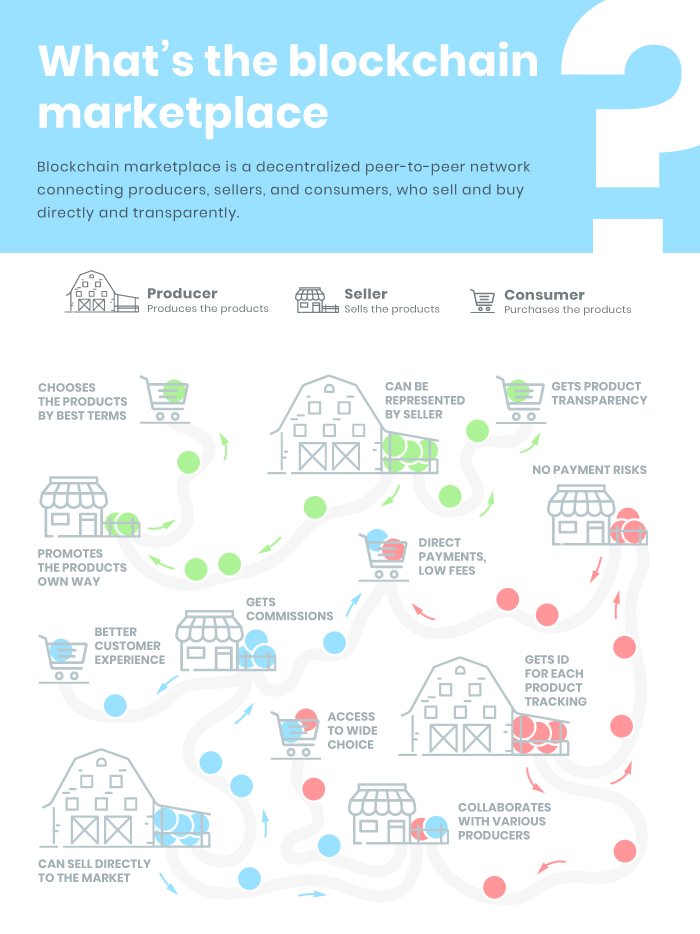 What's the blockchain
marketplace
?
Blockchain marketplace is a decentralized peer-to-peer network
connecting producers, sellers, and consumers, who sell and buy
directly and transparently.
Producer
Produces the products
Seller
Sells the products
Consumer
Purchases the products
CHOOSES
THE PRODUCTS
BY BEST TERMS
CAN BE
REPRESENTED
BY SELLER
GETS PRODUCT
TRANSPARENCY
NO PAYMENT RISKS
PROMOTES
THE PRODUCTS
OWN WAY
DIRECT
PAYMENTS,
LOW FEES
GETS
COMMISSIONS
BETTER
CUSTOMER
EXPERIENCE
GETS ID
FOR EACH
PRODUCT
TRACKING
ACCESS
TO WIDE
CHOICE
COLLABORATES
WITH VARIOUS
PRODUCERS
CAN SELL DIRECTLY
TO THE MARKET